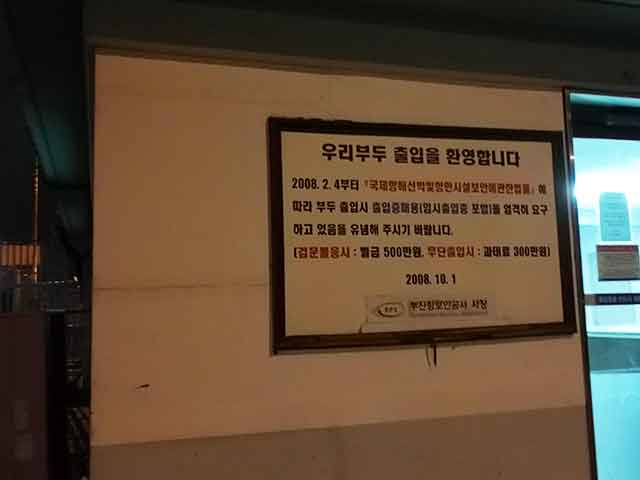 우리부두 출입을 환영합니다
2008. 2. 4부터 『국제항해선박및항만시설보안에관한법률』에
따라 부두 출입시 출입증패용(임시출입증 포함)을 엄격히 요구
하고 있음을 유념해 주시기 바랍니다.
(검문불응시 : 벌금 500만원, 무단출입시 : 과태료 300만원)
2008. 10. 1
부산항보안공사 사장